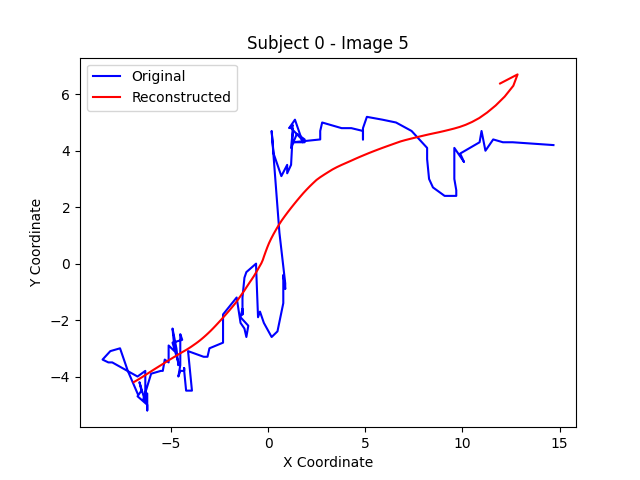 Subject 0 - Image 5
Original
Reconstructed
6
4
2
0
−2
−4
Y Coordinate
−5
0
5
10
15
X Coordinate